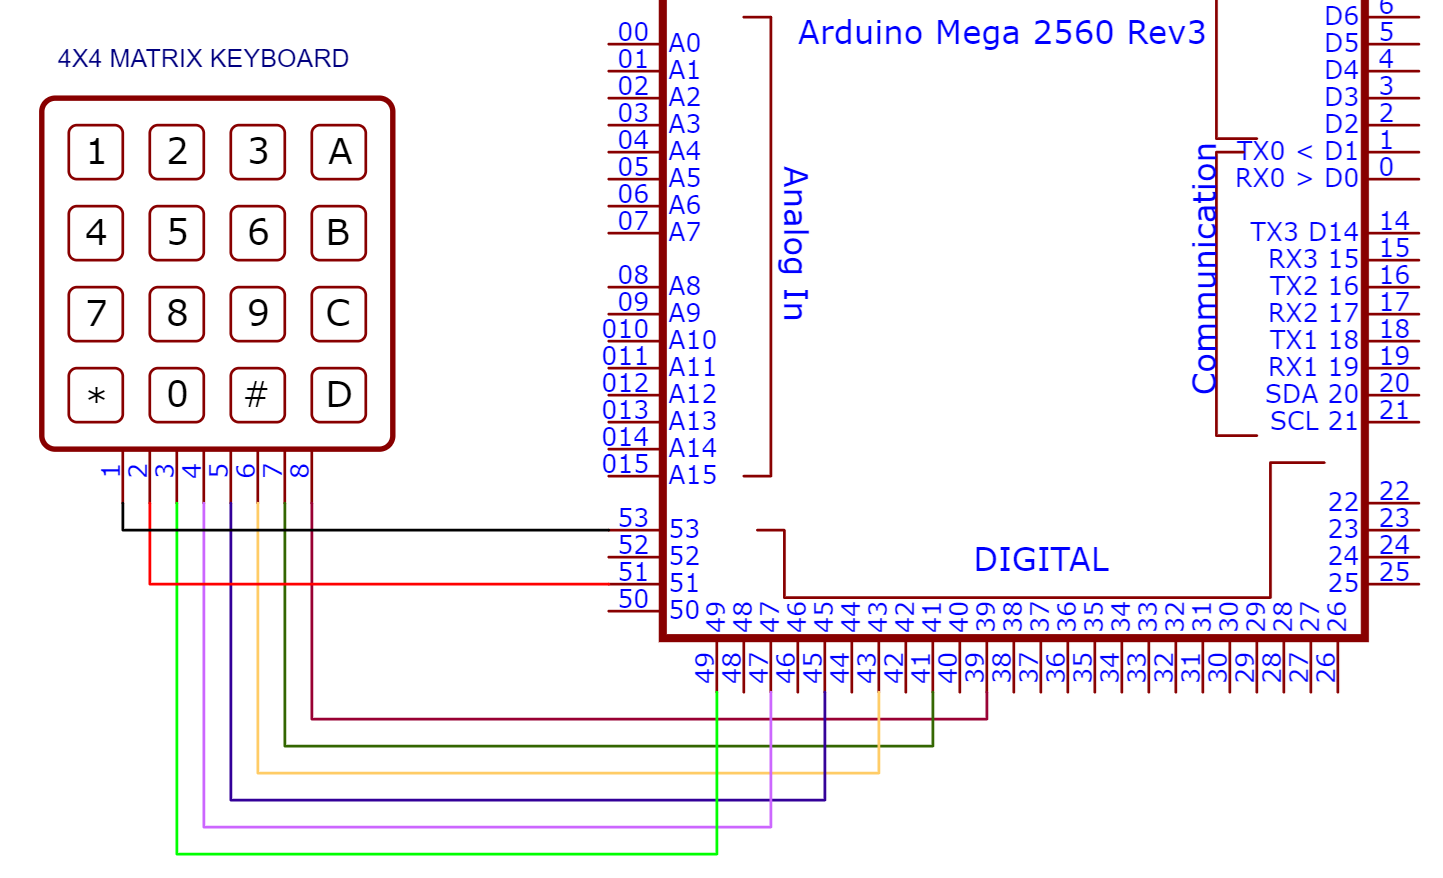 4X4 MATRIX KEYBOARD
1 2 3 A
4 5 6 B
7 8 9 C
* 0 # D
1 2 3 4 5 6 7 8
Arduino Mega 2560 Rev3
00 A0
01 A1
02 A2
03 A3
04 A4
05 A5
06 A6
07 A7
08 A8
09 A9
010 A10
011 A11
012 A12
013 A13
014 A14
015 A15
53 53
52 52
51 51
50 50
Analog In
Communication
DIGITAL
D6 6
D5 5
D4 4
D3 3
D2 2
TX0 < D1 1
RX0 > D0 0
TX3 D14 14
RX3 15 15
TX2 16 16
RX2 17 17
TX1 18 18
RX1 19 19
SDA 20 20
SCL 21 21
22 22
23 23
24 24
25 25
49 48 47 46 45 44 43 42 41 40 39 38 37 36 35 34 33 32 31 30 29 28 27 26
49 48 47 46 45 44 43 42 41 40 39 38 37 36 35 34 33 32 31 30 29 28 27 26